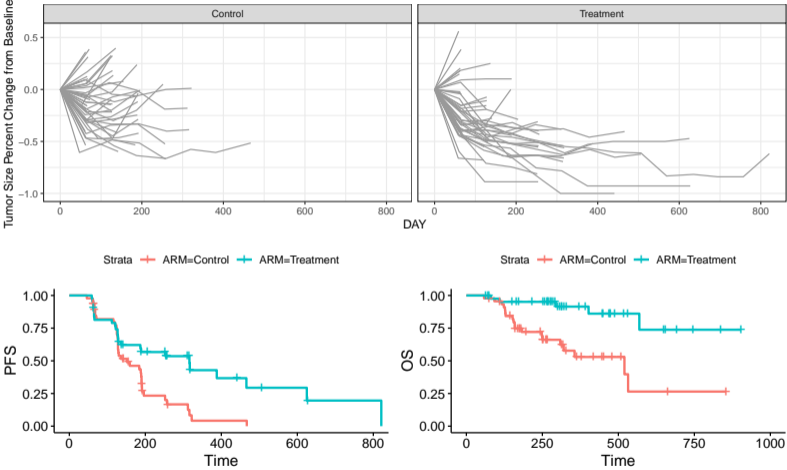 Control
Treatment
Tumor Size Percent Change from Baseline
0.5
0.0
−0.5
−1.0
0 200 400 600 800
0 200 400 600 800
DAY
Strata ARM=Control ARM=Treatment
Strata ARM=Control ARM=Treatment
PFS
1.00
0.75
0.50
0.25
0.00
0 200 400 600 800
Time
OS
1.00
0.75
0.50
0.25
0.00
0 250 500 750 1000
Time